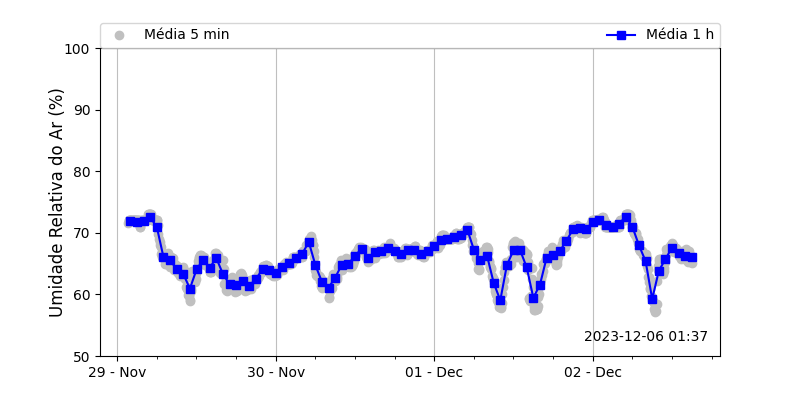 Média 5 min
Média 1 h
Umidade Relativa do Ar (%)
100
90
80
70
60
50
2023-12-06 01:37
29 - Nov
30 - Nov
01 - Dec
02 - Dec